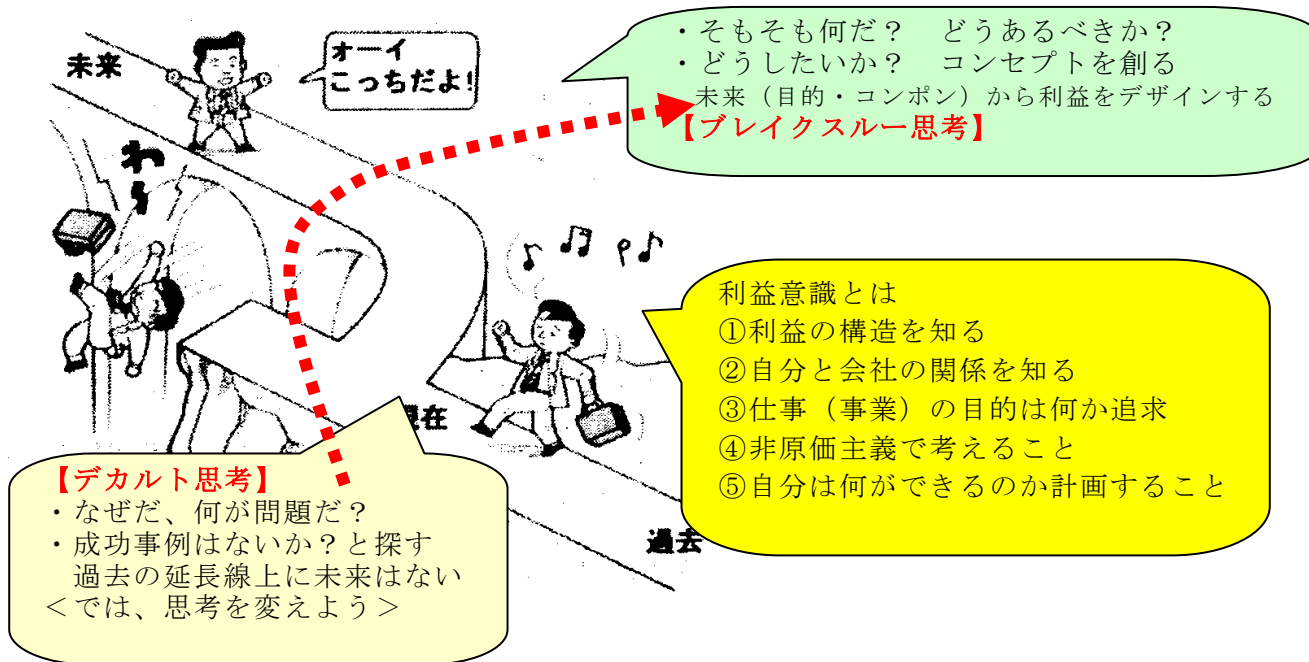 未来
オーイ
こっちだよ!
わ〜
・そもそも何だ？　どうあるべきか？
・どうしたいか？　コンセプトを創る
未来（目的・コンポン）から利益をデザインする
【ブレイクスルー思考】
利益意識とは
①利益の構造を知る
②自分と会社の関係を知る
③仕事（事業）の目的は何か追求
④非原価主義で考えること
⑤自分は何ができるのか計画すること
現在
【デカルト思考】
・なぜだ、何が問題だ？
・成功事例はないか？と探す
過去の延長線上に未来はない
＜では、思考を変えよう＞
過去